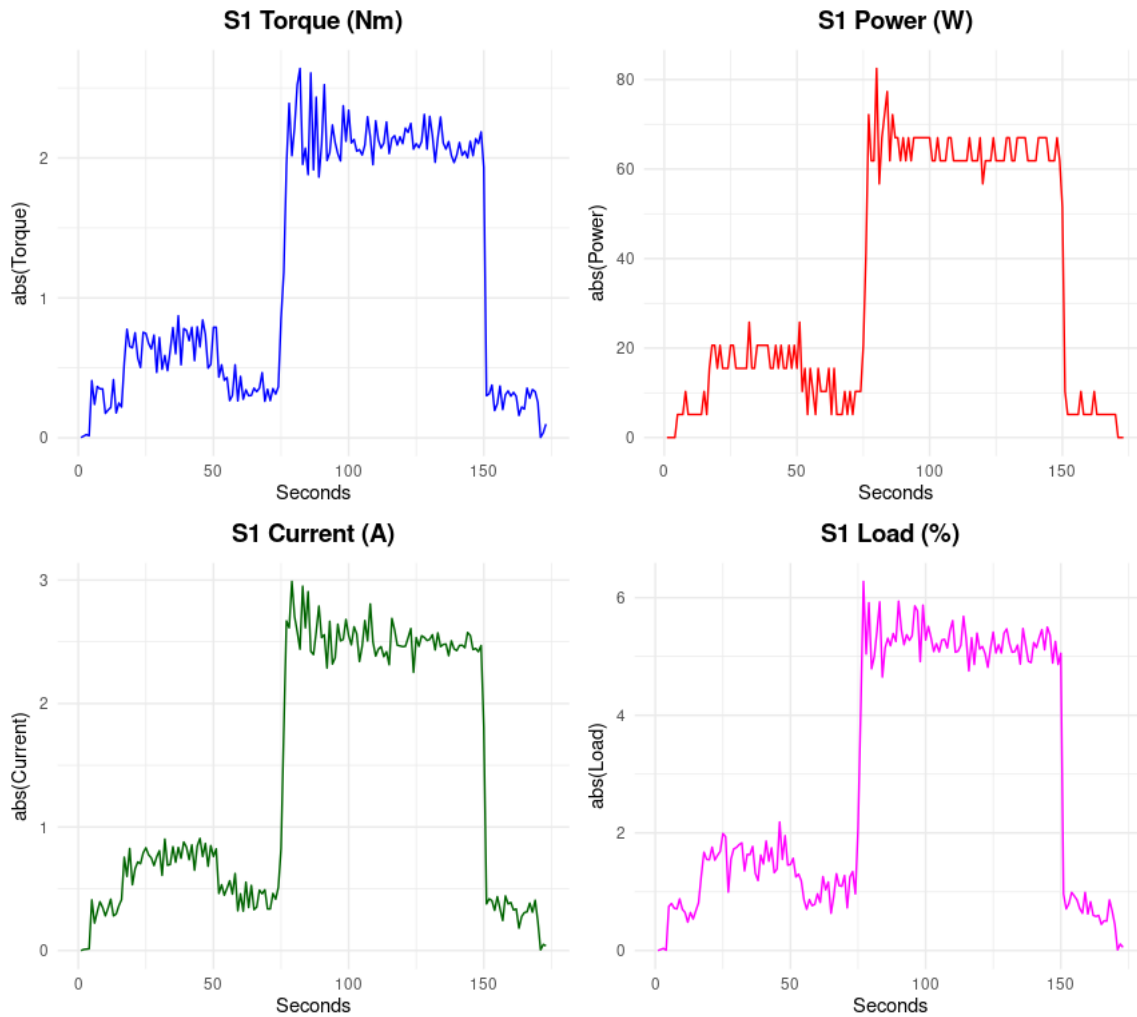 S1 Torque (Nm)
abs(Torque)
2
1
0
0 50 100 150
Seconds
S1 Power (W)
abs(Power)
80
60
40
20
0
0 50 100 150
Seconds
S1 Current (A)
abs(Current)
3
2
1
0
0 50 100 150
Seconds
S1 Load (%)
abs(Load)
6
4
2
0
0 50 100 150
Seconds